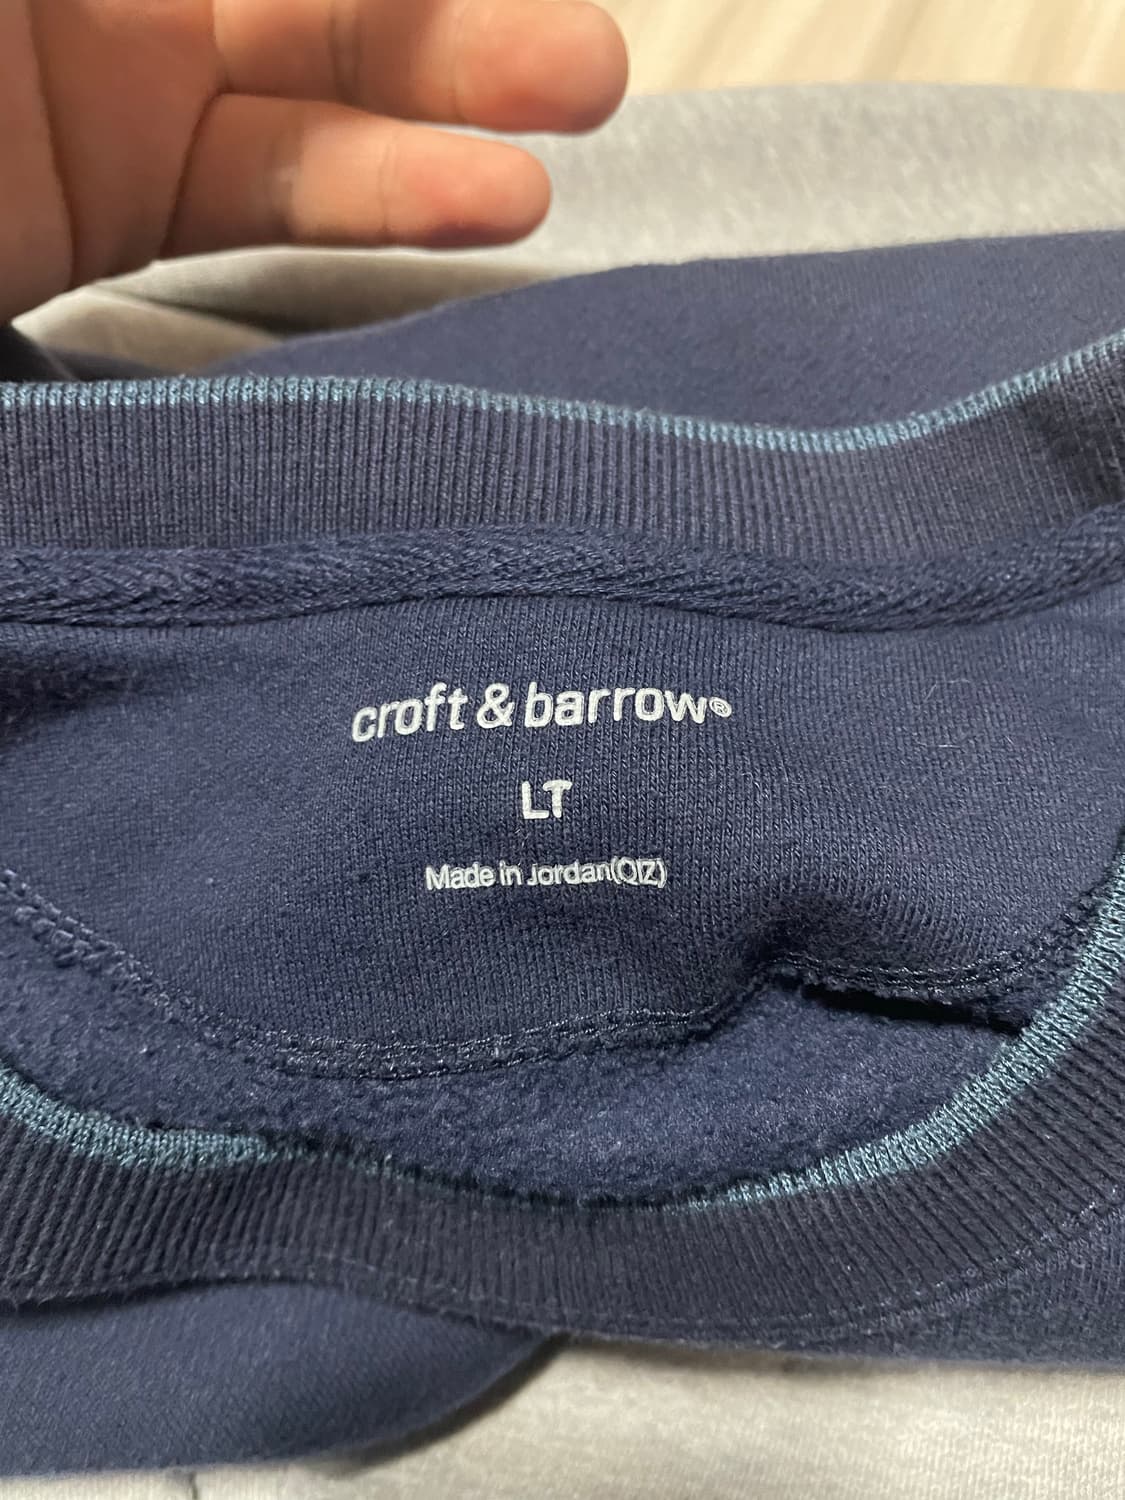 croft & barrow®
LT
Made in Jordan(QIZ)